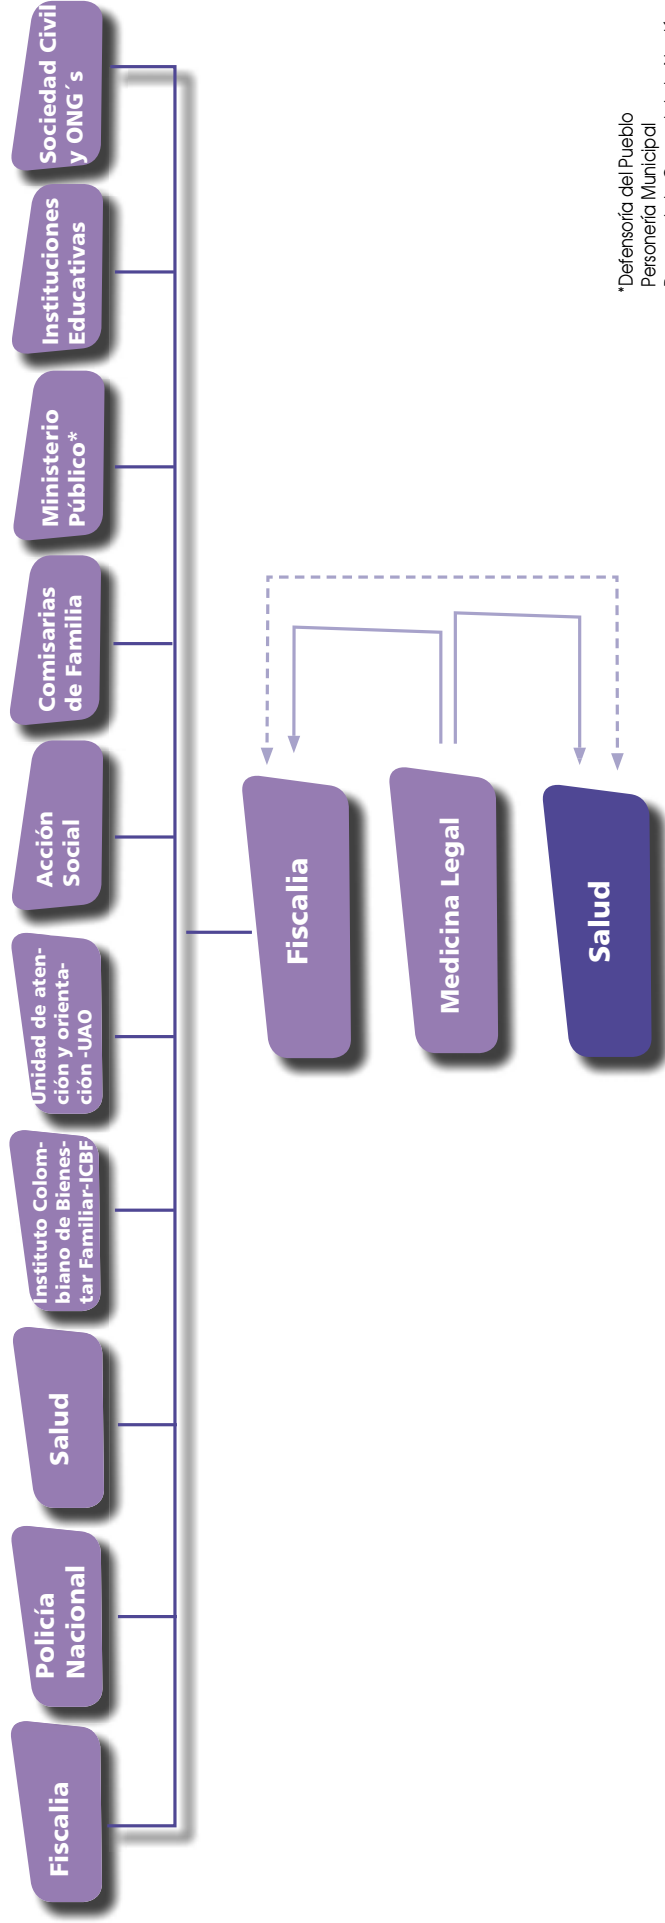 Fiscalia
Policía
Nacional
Salud
Instituto Colom-
biano de Bienes-
tar Familiar-ICBF
Unidad de aten-
ción y orienta-
ción -UAO
Acción
Social
Comisarias
de Familia
Ministerio
Público*
Instituciones
Educativas
Sociedad Civil
y ONG´s
Fiscalia
Medicina Legal
Salud
*Defensoría del Pueblo
Personería Municipal